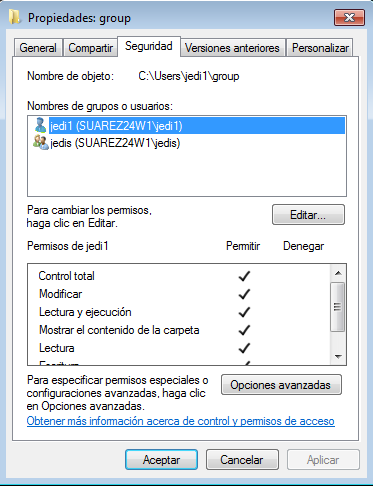 Propiedades: group
General Compartir Seguridad Versiones anteriores Personalizar
Nombre de objeto: C:\Users\jedi1\group
Nombres de grupos o usuarios:
jedi1 (SUAREZ24W1\jedi1)
jedis (SUAREZ24W1\jedis)
Para cambiar los permisos,
haga clic en Editar.
Editar...
Permisos de jedi1 Permitir Denegar
Control total
Modificar
Lectura y ejecución
Mostrar el contenido de la carpeta
Lectura
Escritura
Para especificar permisos especiales o
configuraciones avanzadas, haga clic
en Opciones avanzadas.
Opciones avanzadas
Obtener más información acerca de control y permisos de acceso
Aceptar Cancelar Aplicar